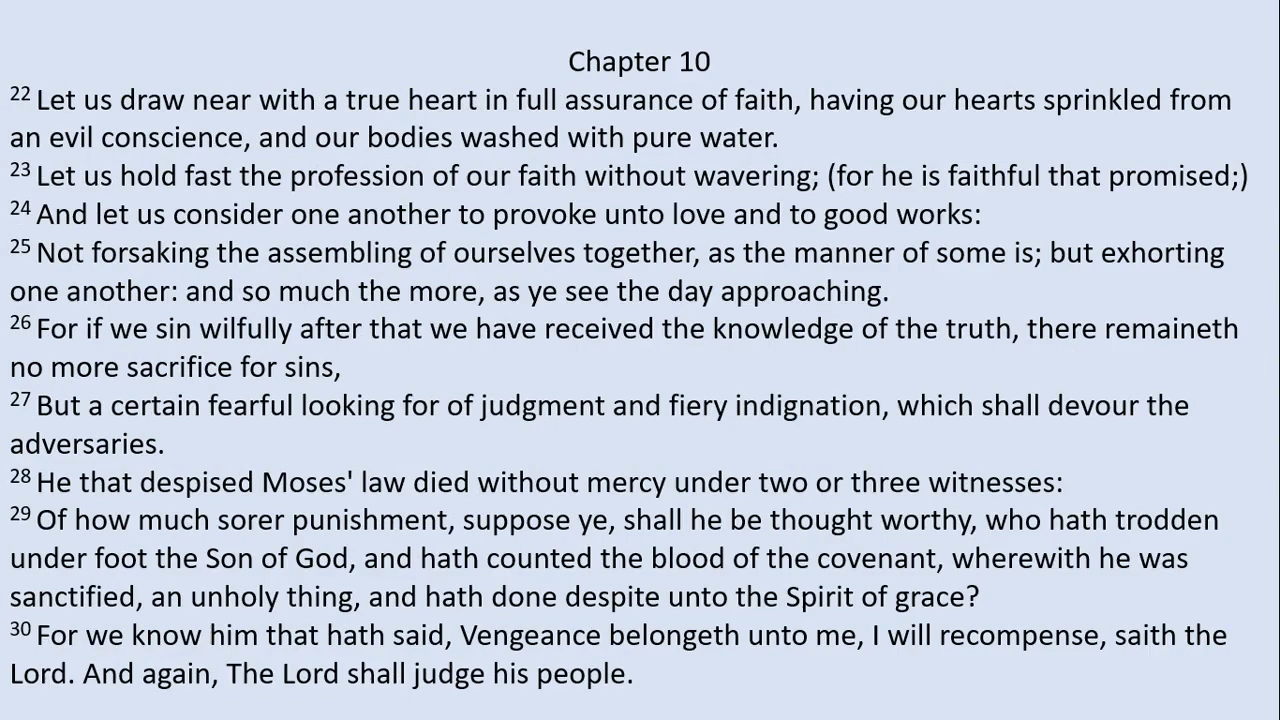 Chapter 10
22 Let us draw near with a true heart in full assurance of faith, having our hearts sprinkled from
an evil conscience, and our bodies washed with pure water.
23 Let us hold fast the profession of our faith without wavering; (for he is faithful that promised;)
24 And let us consider one another to provoke unto love and to good works:
25 Not forsaking the assembling of ourselves together, as the manner of some is; but exhorting
one another: and so much the more, as ye see the day approaching.
26 For if we sin wilfully after that we have received the knowledge of the truth, there remaineth
no more sacrifice for sins,
27 But a certain fearful looking for of judgment and fiery indignation, which shall devour the
adversaries.
28 He that despised Moses' law died without mercy under two or three witnesses:
29 Of how much sorer punishment, suppose ye, shall he be thought worthy, who hath trodden
under foot the Son of God, and hath counted the blood of the covenant, wherewith he was
sanctified, an unholy thing, and hath done despite unto the Spirit of grace?
30 For we know him that hath said, Vengeance belongeth unto me, I will recompense, saith the
Lord. And again, The Lord shall judge his people.